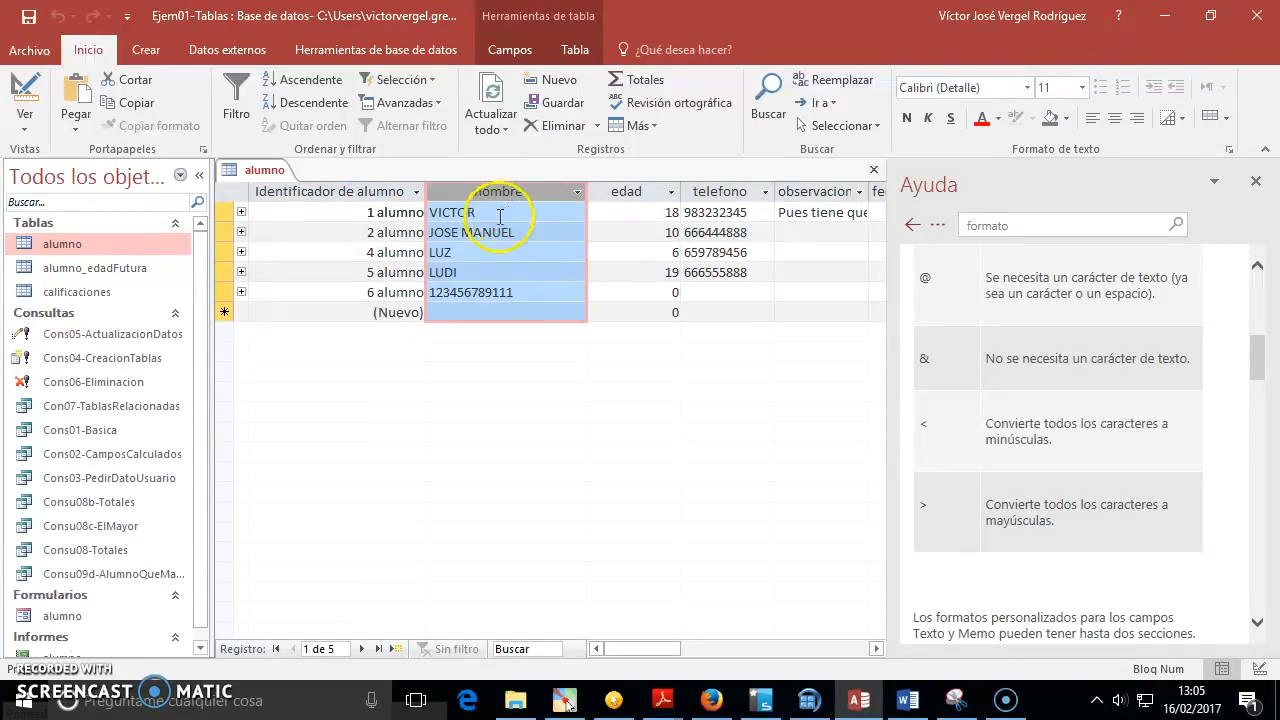 Ejem01-Tablas : Base de datos- C:\Users\victorvergel.gre...
Herramientas de tabla
Víctor José Vergel Rodríguez
?
Archivo
Inicio
Crear
Datos externos
Herramientas de base de datos
Campos
Tabla
¿Qué desea hacer?
Ver
Vistas
Pegar
Cortar
Copiar
Copiar formato
Portapapeles
Filtro
Ascendente
Descendente
Quitar orden
Selección
Avanzadas
Alternar filtro
Ordenar y filtrar
Actualizar
todo
Nuevo
Guardar
Eliminar
Totales
Revisión ortográfica
Más
Registros
Buscar
Reemplazar
Ir a
Seleccionar
Buscar
Calibri (Detalle)
11
N K S
Formato de texto
Todos los objet...
Buscar...
Tablas
alumno
alumno_edadFutura
calificaciones
Consultas
Cons05-ActualizacionDatos
Cons04-CreacionTablas
Cons06-Eliminacion
Con07-TablasRelacionadas
Cons01-Basica
Cons02-CamposCalculados
Cons03-PedirDatoUsuario
Consu08b-Totales
Consu08c-ElMayor
Consu08-Totales
Consu09d-AlumnoQueMa...
Formularios
alumno
Informes
alumno
Identificador de alumno nombre edad telefono observacion
1 alumno VICTOR 18 983232345 Pues tiene que
2 alumno JOSE MANUEL 10 666444888
4 alumno LUZ 6 659789456
5 alumno LUDI 19 666555888
6 alumno 123456789111 0
(Nuevo) 0
Registro: 1 de 5 Sin filtro Buscar
Ayuda
formato
@ Se necesita un carácter de texto (ya
sea un carácter o un espacio).
& No se necesita un carácter de texto.
< Convierte todos los caracteres a
minúsculas.
> Convierte todos los caracteres a
mayúsculas.
Los formatos personalizados para los campos
Texto y Memo pueden tener hasta dos secciones.
Bloq Num
RECORDED WITH
SCREENCAST MATIC
Pregúntame cualquier cosa
13:05
16/02/2017
1